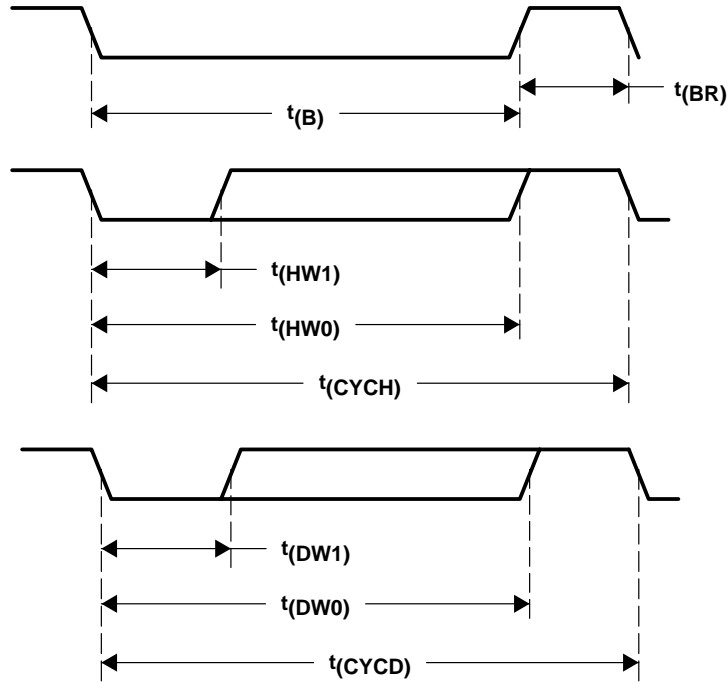 t(B)
t(BR)
t(HW1)
t(HW0)
t(CYCH)
t(DW1)
t(DW0)
t(CYCD)